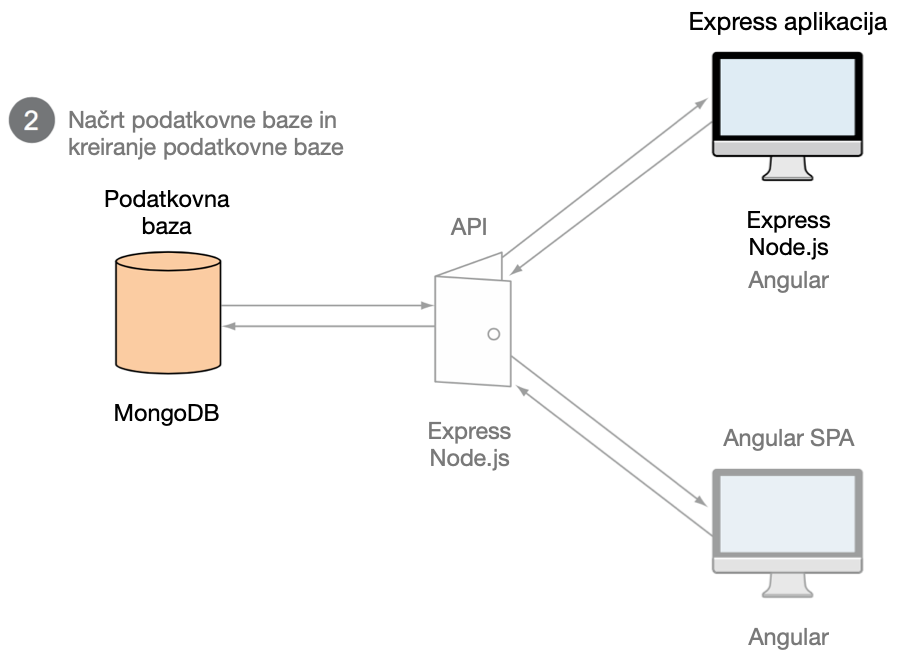 Express aplikacija
2
Načrt podatkovne baze in
kreiranje podatkovne baze
Podatkovna
baza
API
Express
Node.js
Angular
MongoDB
Express
Node.js
Angular SPA
Angular